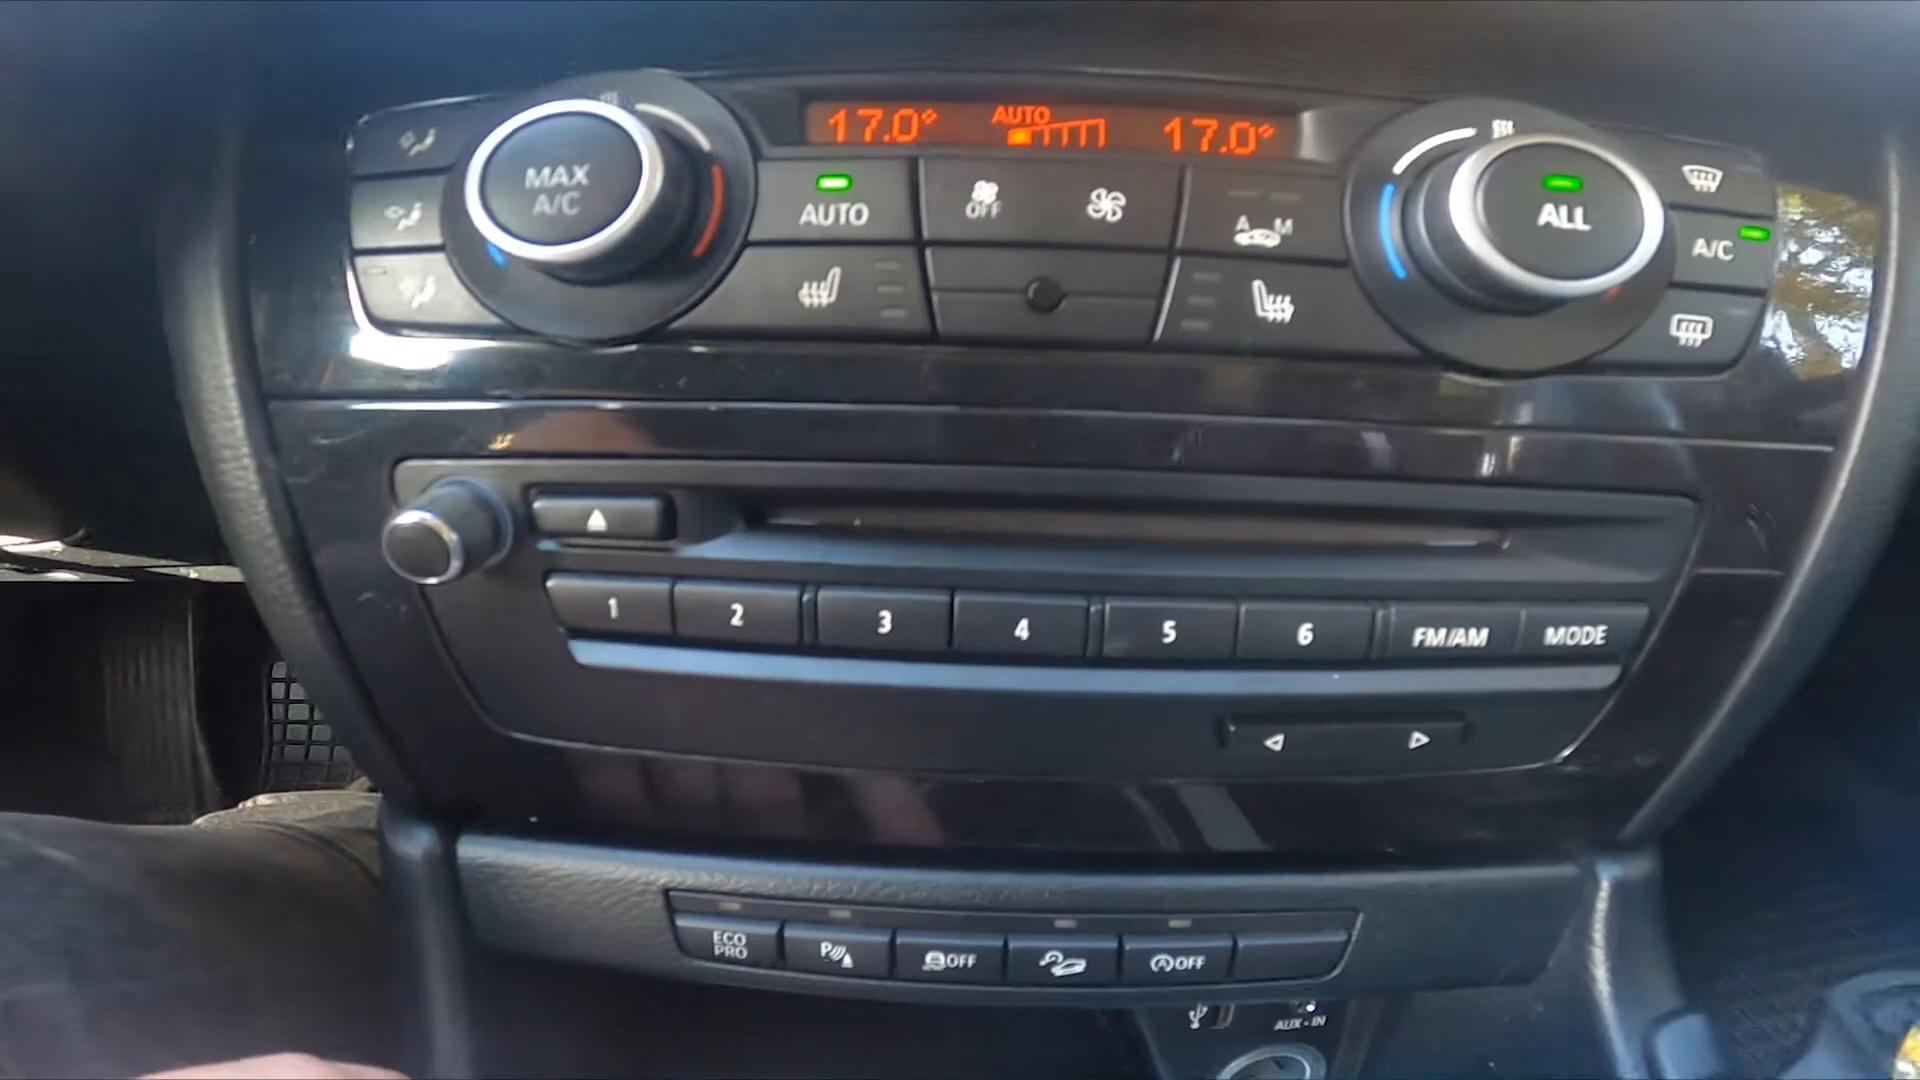 17.0°
AUTO
17.0°
MAX
A/C
AUTO
OFF
A M
ALL
A/C
1
2
3
4
5
6
FM/AM
MODE
ECO
PRO
P
OFF
A OFF
AUX-IN